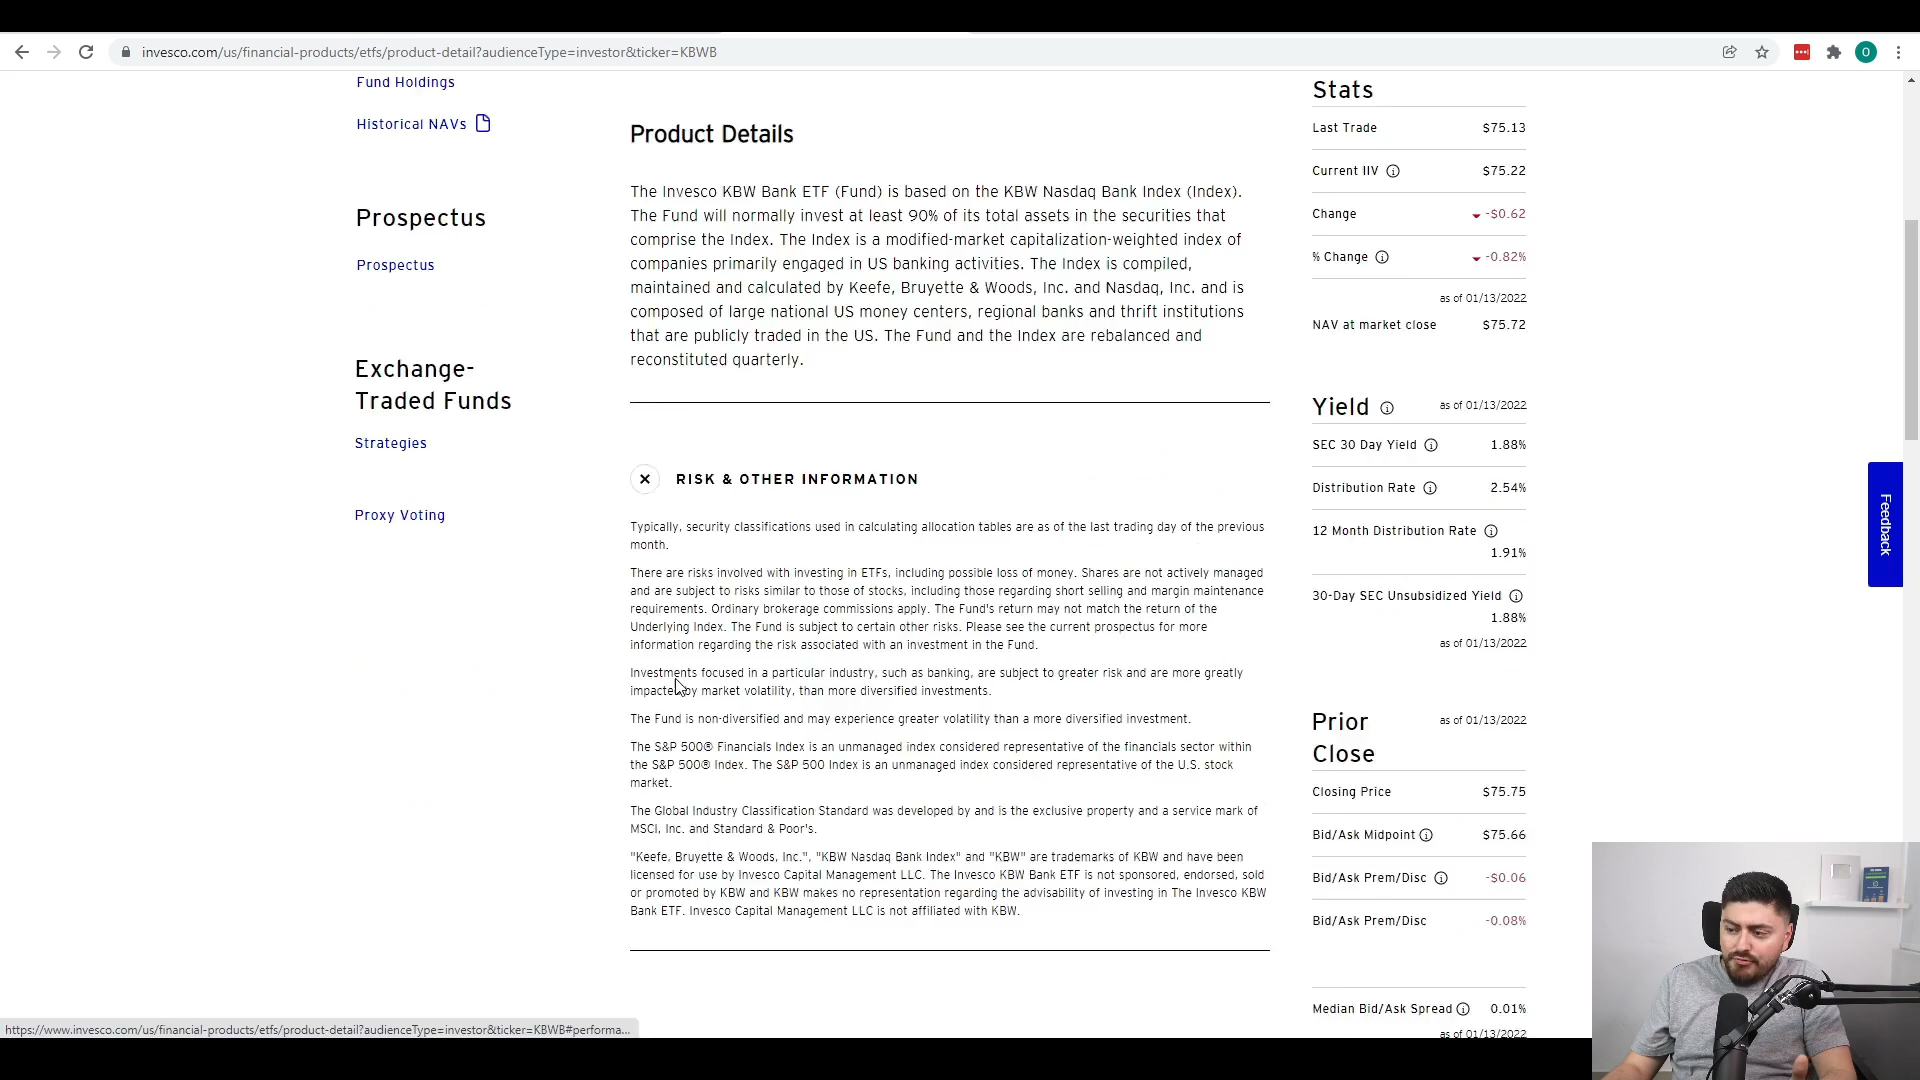 invesco.com/us/financial-products/etfs/product-detail?audienceType=investor&ticker=KBWB
O
Fund Holdings
Historical NAVs
Prospectus
Prospectus
Exchange-
Traded Funds
Strategies
Proxy Voting
Product Details
The Invesco KBW Bank ETF (Fund) is based on the KBW Nasdaq Bank Index (Index).
The Fund will normally invest at least 90% of its total assets in the securities that
comprise the Index. The Index is a modified-market capitalization-weighted index of
companies primarily engaged in US banking activities. The Index is compiled,
maintained and calculated by Keefe, Bruyette & Woods, Inc. and Nasdaq, Inc. and is
composed of large national US money centers, regional banks and thrift institutions
that are publicly traded in the US. The Fund and the Index are rebalanced and
reconstituted quarterly.
RISK & OTHER INFORMATION
Typically, security classifications used in calculating allocation tables are as of the last trading day of the previous
month.
There are risks involved with investing in ETFs, including possible loss of money. Shares are not actively managed
and are subject to risks similar to those of stocks, including those regarding short selling and margin maintenance
requirements. Ordinary brokerage commissions apply. The Fund's return may not match the return of the
Underlying Index. The Fund is subject to certain other risks. Please see the current prospectus for more
information regarding the risk associated with an investment in the Fund.
Investments focused in a particular industry, such as banking, are subject to greater risk and are more greatly
impacted by market volatility, than more diversified investments.
The Fund is non-diversified and may experience greater volatility than a more diversified investment.
The S&P 500® Financials Index is an unmanaged index considered representative of the financials sector within
the S&P 500® Index. The S&P 500 Index is an unmanaged index considered representative of the U.S. stock
market.
The Global Industry Classification Standard was developed by and is the exclusive property and a service mark of
MSCI, Inc. and Standard & Poor's.
"Keefe, Bruyette & Woods, Inc.", "KBW Nasdaq Bank Index" and "KBW" are trademarks of KBW and have been
licensed for use by Invesco Capital Management LLC. The Invesco KBW Bank ETF is not sponsored, endorsed, sold
or promoted by KBW and KBW makes no representation regarding the advisability of investing in The Invesco KBW
Bank ETF. Invesco Capital Management LLC is not affiliated with KBW.
Stats
Last Trade $75.13
Current IIV $75.22
Change -$0.62
% Change -0.82%
as of 01/13/2022
NAV at market close $75.72
Yield as of 01/13/2022
SEC 30 Day Yield 1.88%
Distribution Rate 2.54%
12 Month Distribution Rate
1.91%
30-Day SEC Unsubsidized Yield
1.88%
as of 01/13/2022
Prior as of 01/13/2022
Close
Closing Price $75.75
Bid/Ask Midpoint $75.66
Bid/Ask Prem/Disc -$0.06
Bid/Ask Prem/Disc -0.08%
Median Bid/Ask Spread 0.01%
as of 01/13/2022
Feedback
https://www.invesco.com/us/financial-products/etfs/product-detail?audienceType=investor&ticker=KBWB#performa...